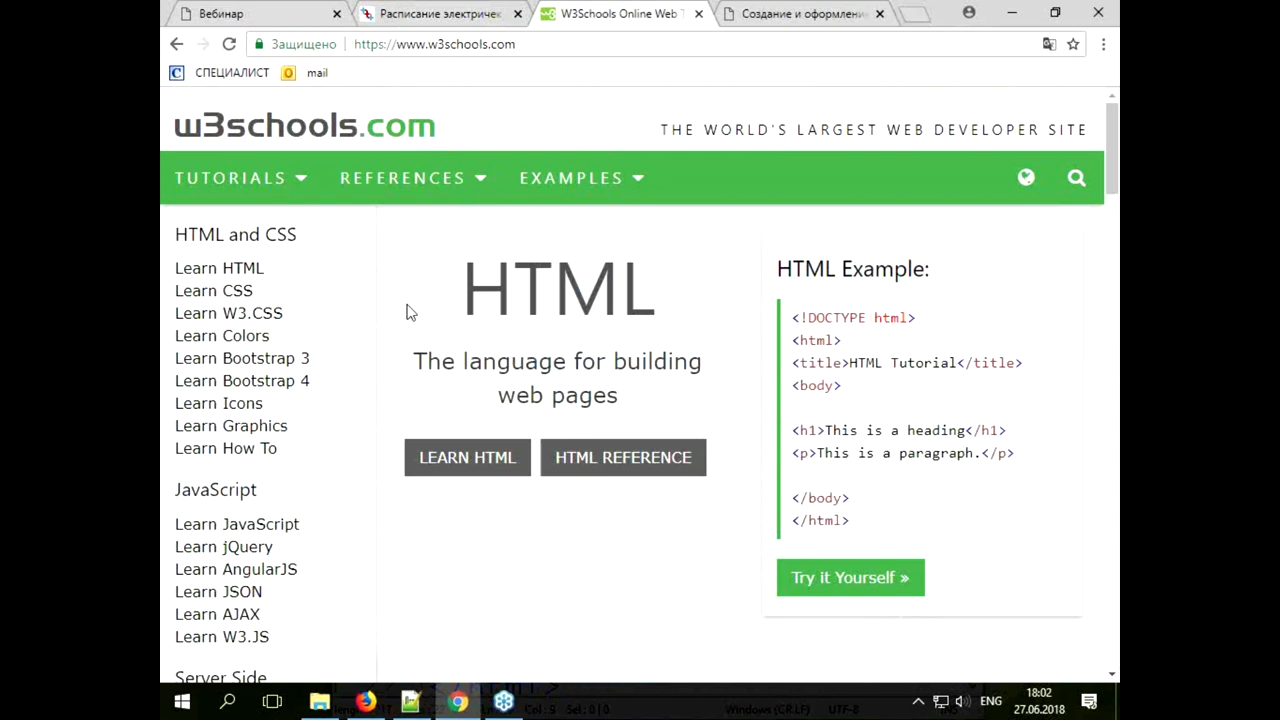 Вебинар
Расписание электричек
W3Schools Online Web T
Создание и оформлени
Защищено
https://www.w3schools.com
СПЕЦИАЛИСТ
mail
w3schools.com
THE WORLD'S LARGEST WEB DEVELOPER SITE
TUTORIALS
REFERENCES
EXAMPLES
HTML and CSS
Learn HTML
Learn CSS
Learn W3.CSS
Learn Colors
Learn Bootstrap 3
Learn Bootstrap 4
Learn Icons
Learn Graphics
Learn How To
JavaScript
Learn JavaScript
Learn jQuery
Learn AngularJS
Learn JSON
Learn AJAX
Learn W3.JS
Server Side
HTML
The language for building
web pages
LEARN HTML
HTML REFERENCE
HTML Example:
<!DOCTYPE html>
<html>
<title>HTML Tutorial</title>
<body>
<h1>This is a heading</h1>
<p>This is a paragraph.</p>
</body>
</html>
Try it Yourself »
ENG
18:02
27.06.2018